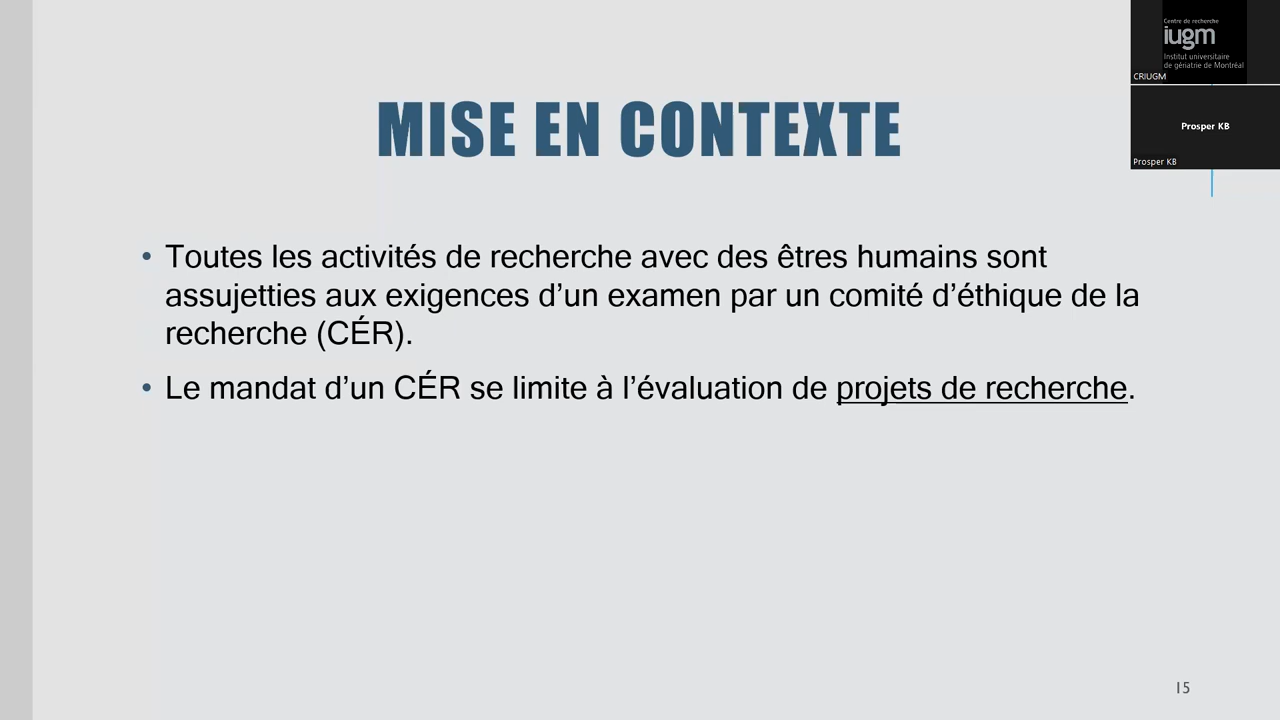 Centre de recherche
iugm
Institut universitaire
de gériatrie de Montréal
CRIUGM
Prosper KB
Prosper KB
MISE EN CONTEXTE
• Toutes les activités de recherche avec des êtres humains sont
assujetties aux exigences d’un examen par un comité d’éthique de la
recherche (CÉR).
• Le mandat d’un CÉR se limite à l’évaluation de projets de recherche.
15